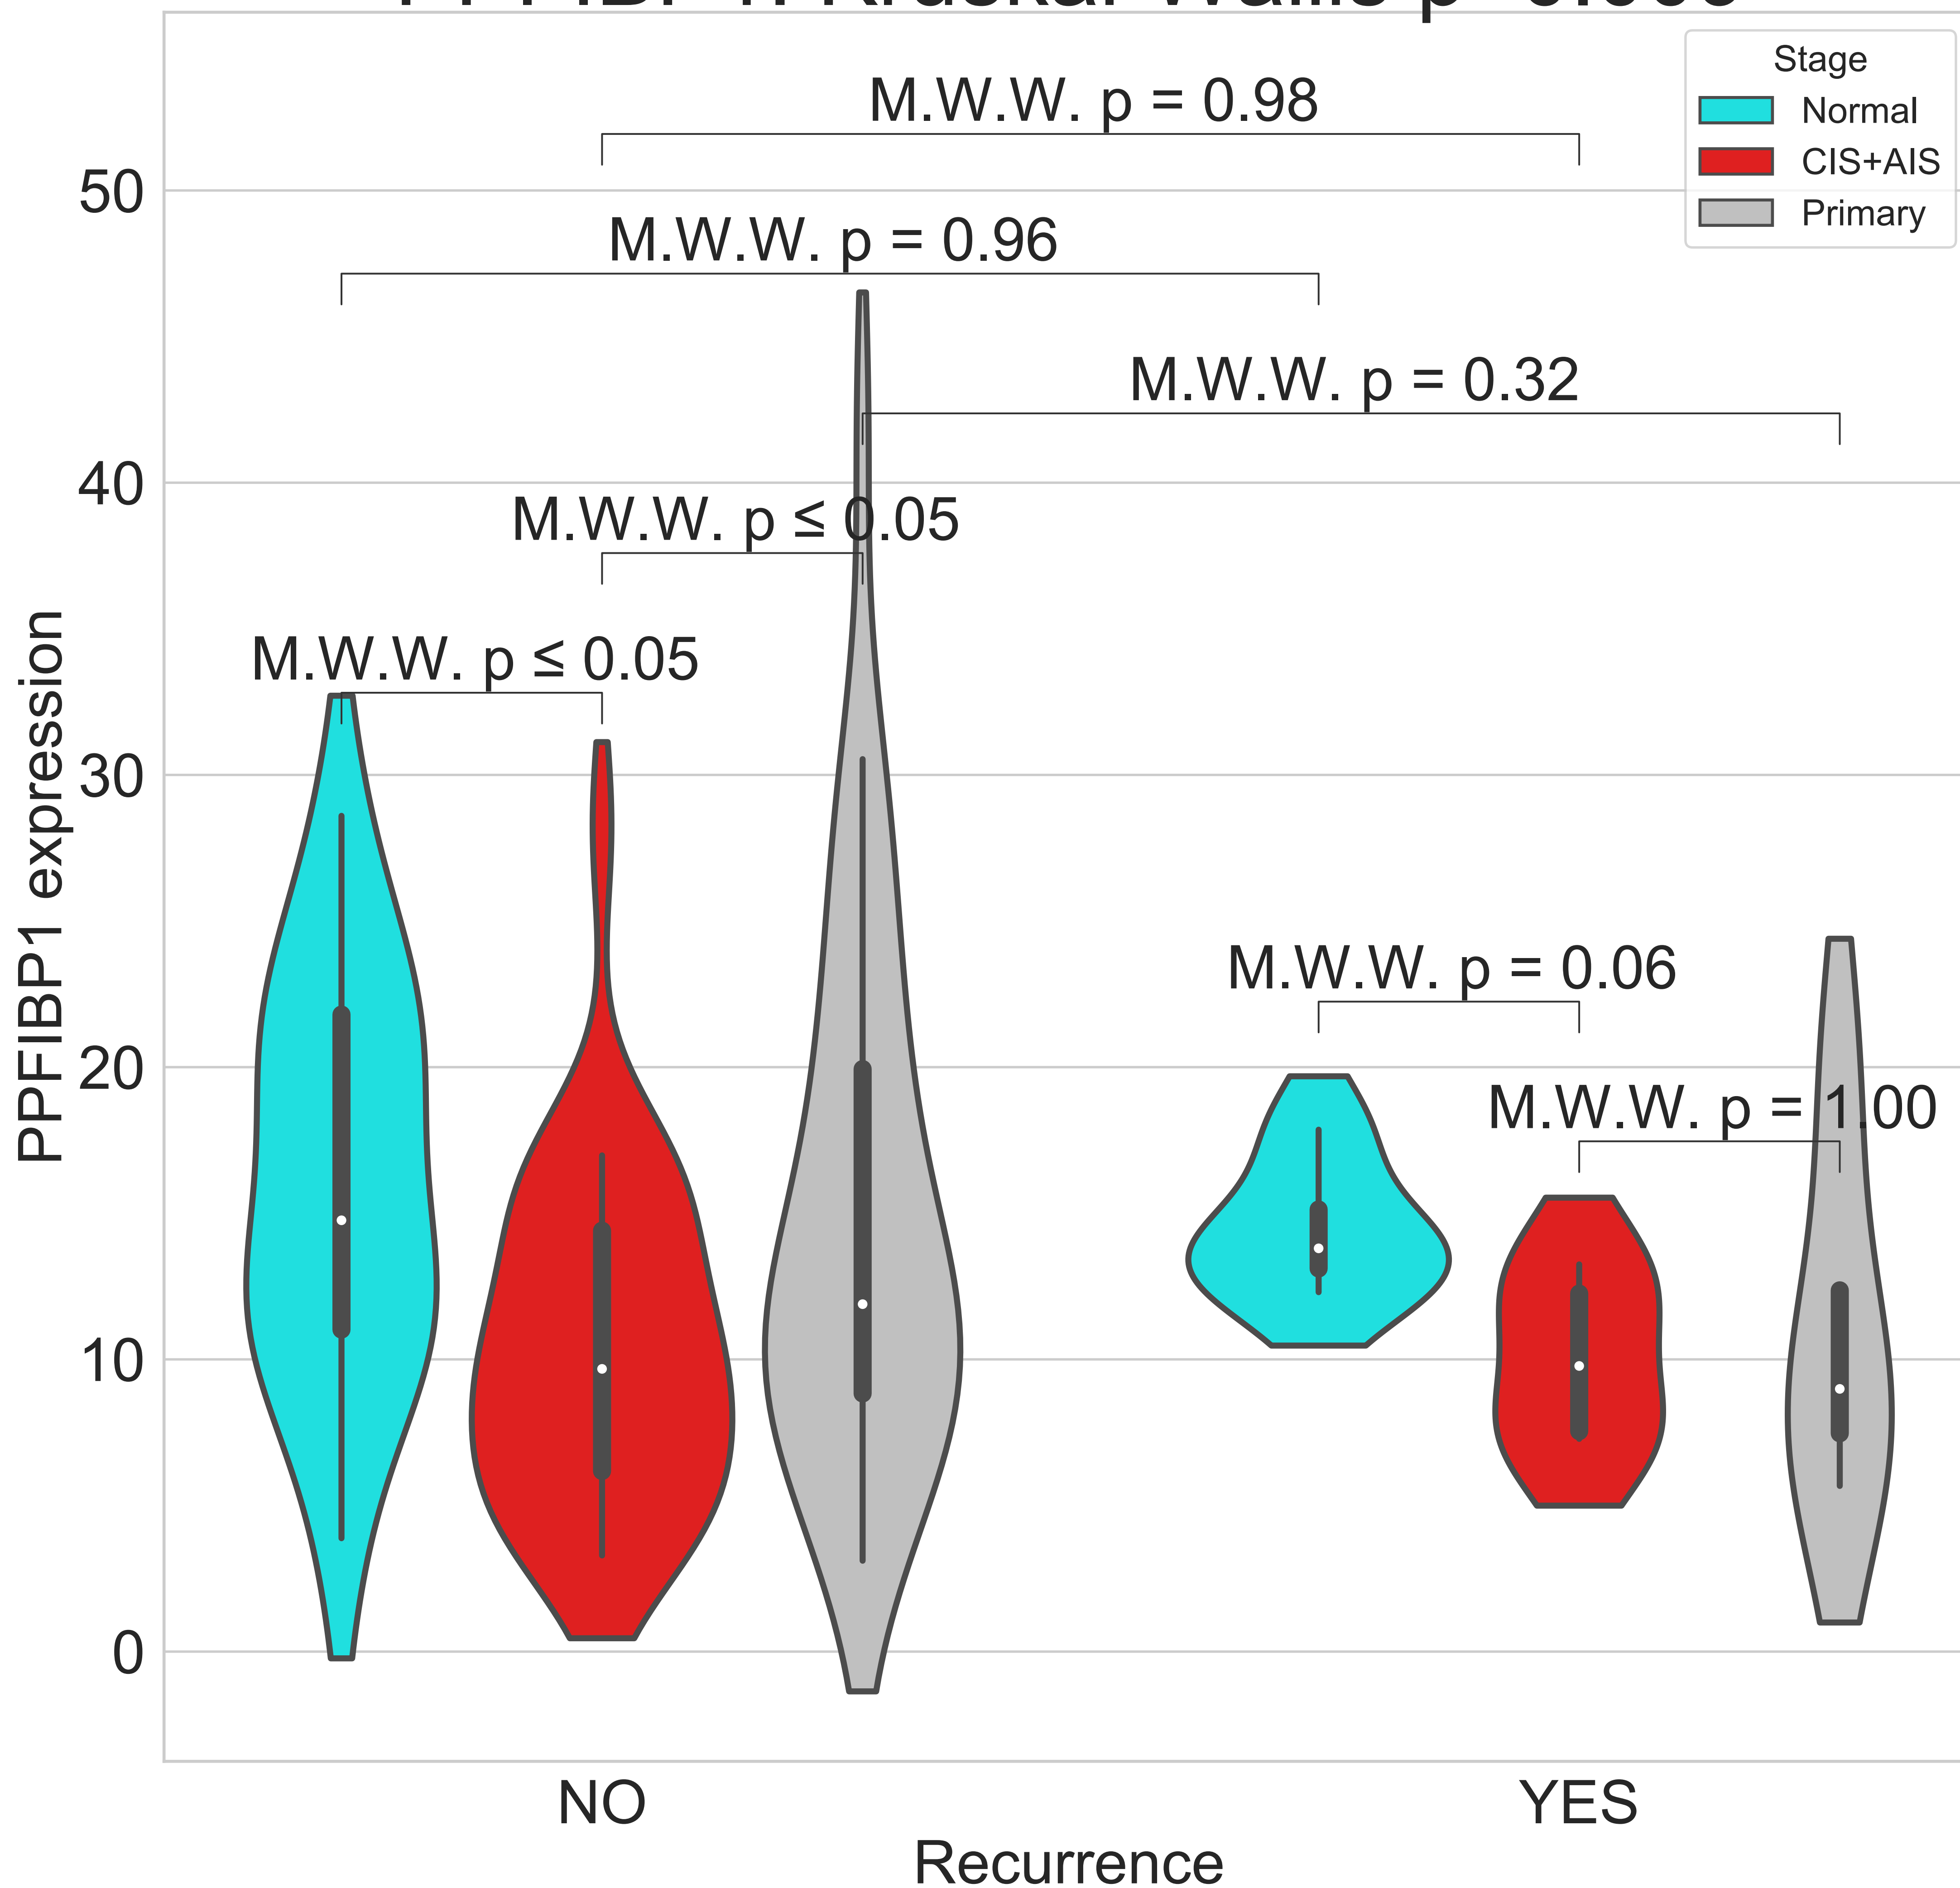 Stage
Normal
CIS+AIS
Primary
M.W.W. p = 0.98
M.W.W. p = 0.96
M.W.W. p = 0.32
M.W.W. p ≤ 0.05
M.W.W. p ≤ 0.05
M.W.W. p = 0.06
M.W.W. p = 1.00
50
40
30
20
10
0
PPFIBP1 expression
NO
YES
Recurrence